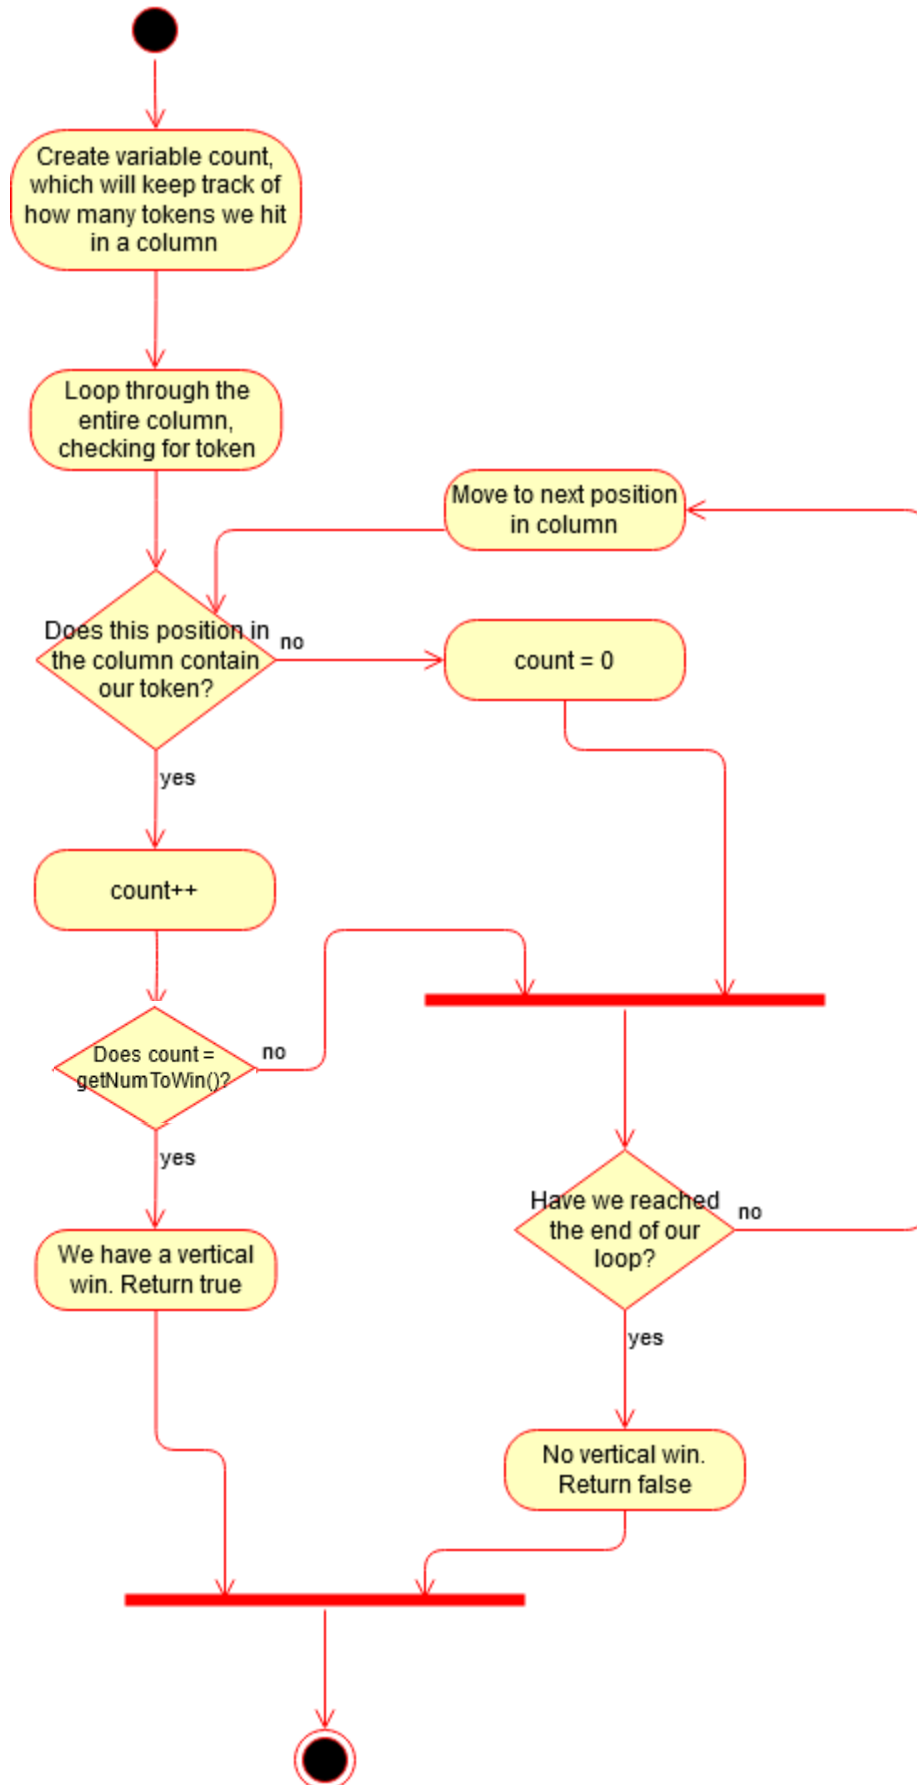 Create variable count,
which will keep track of
how many tokens we hit
in a column
Loop through the
entire column,
checking for token
Move to next position
in column
Does this position in
the column contain
our token?
no
count = 0
yes
count++
Does count =
getNumToWin()?
no
yes
We have a vertical
win. Return true
Have we reached
the end of our
loop?
no
yes
No vertical win.
Return false